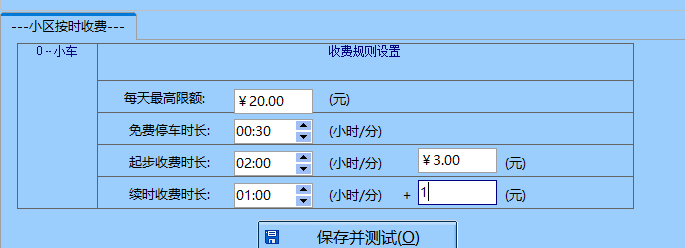 ---小区按时收费---
0 -- 小车
收费规则设置
每天最高限额: ￥20.00 (元)
免费停车时长: 00:30 (小时/分)
起步收费时长: 02:00 (小时/分) ￥3.00 (元)
续时收费时长: 01:00 (小时/分) + 1 (元)
保存并测试(O)